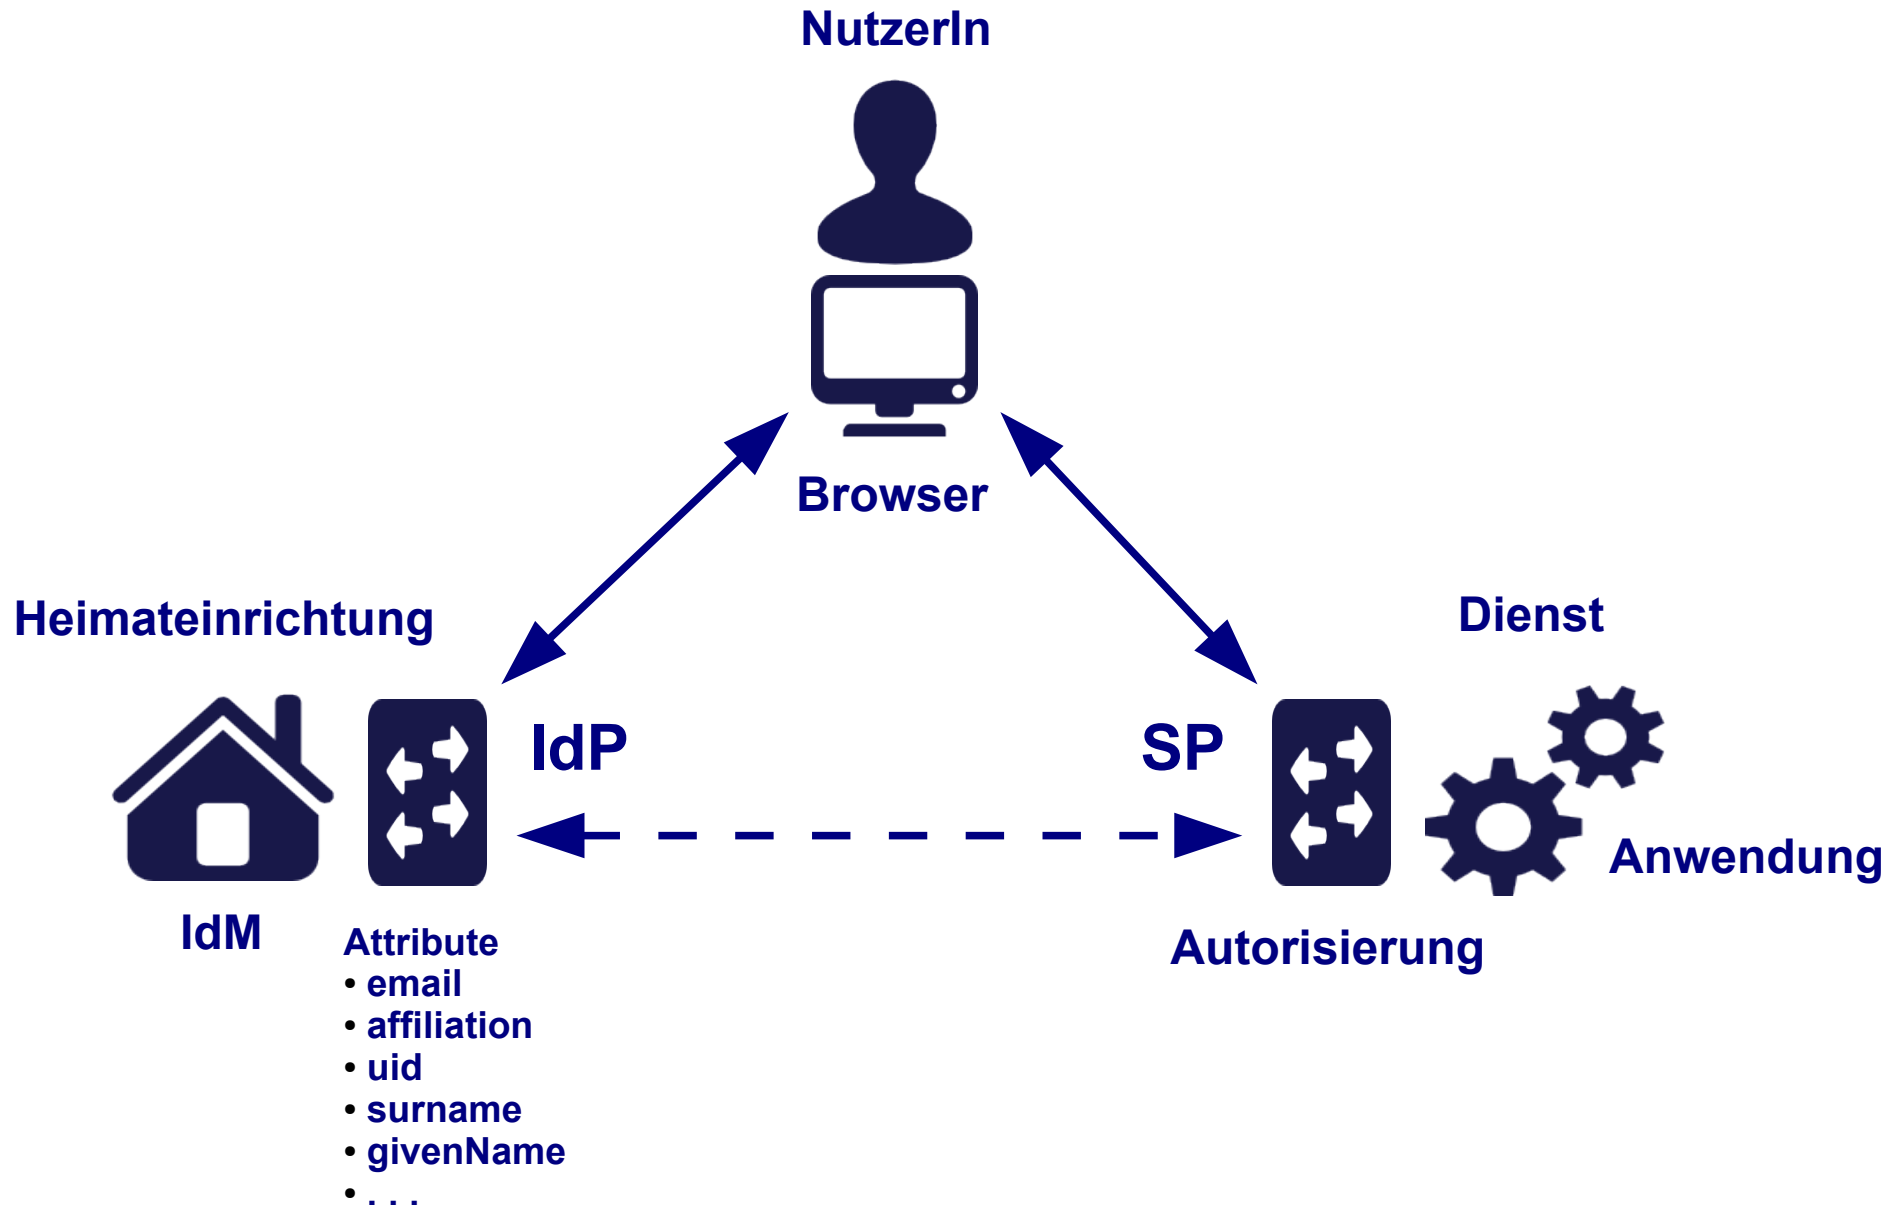 NutzerIn
Browser
Heimateinrichtung
Dienst
IdP
SP
Anwendung
IdM
Attribute
• email
• affiliation
• uid
• surname
• givenName
• . . .
Autorisierung